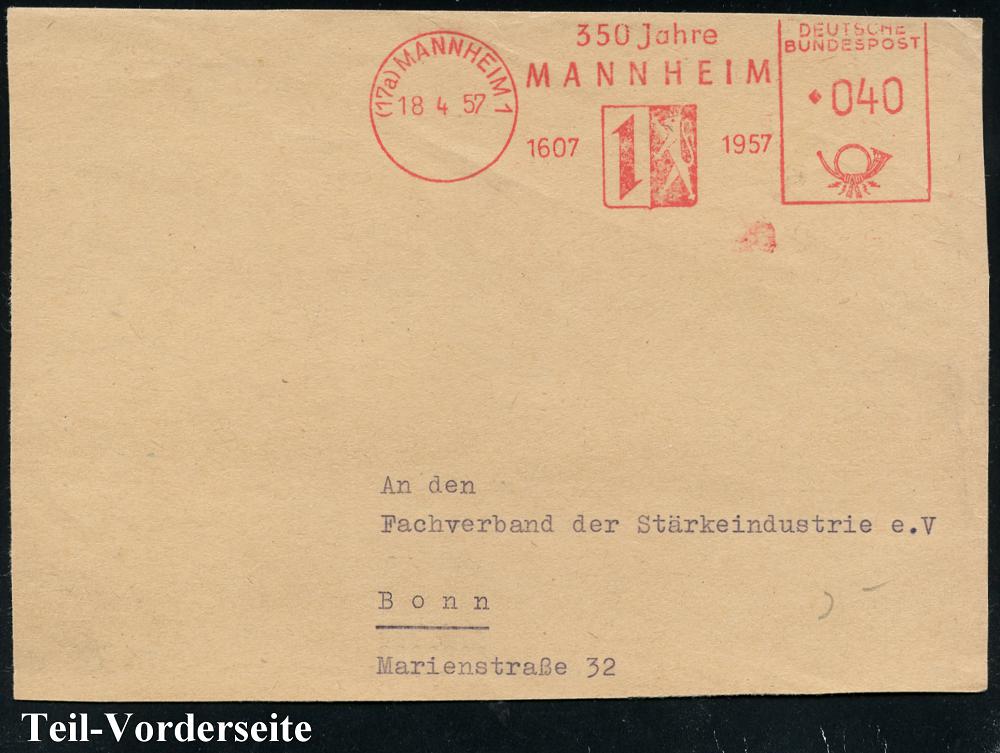 (17a) MANNHEIM 1
18 4 57
350 Jahre
MANNHEIM
1607 1957
DEUTSCHE
BUNDESPOST
040
An den
Fachverband der Stärkeindustrie e.V
Bonn
Marienstraße 32
Teil-Vorderseite